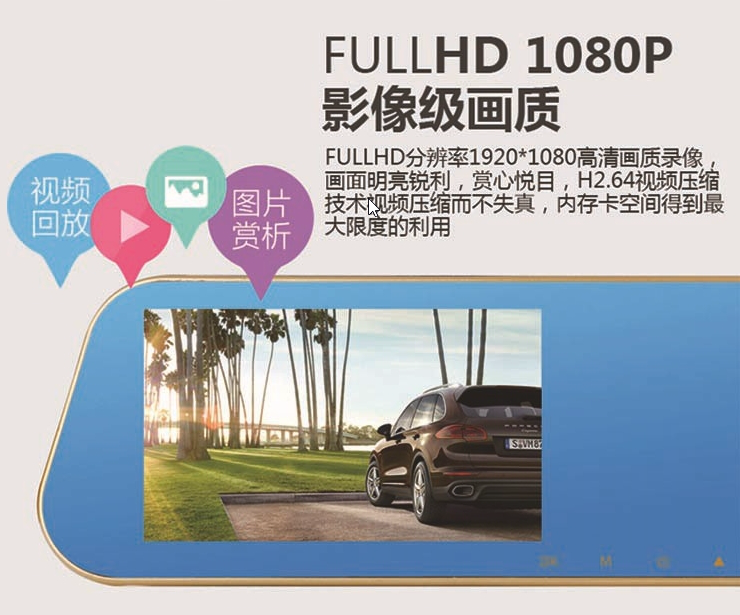 FULLHD 1080P
影像级画质
FULLHD分辨率1920*1080高清画质录像，
画面明亮锐利，赏心悦目，H2.64视频压缩
技术视频压缩而不失真，内存卡空间得到最
大限度的利用
视频
回放
图片
赏析
M